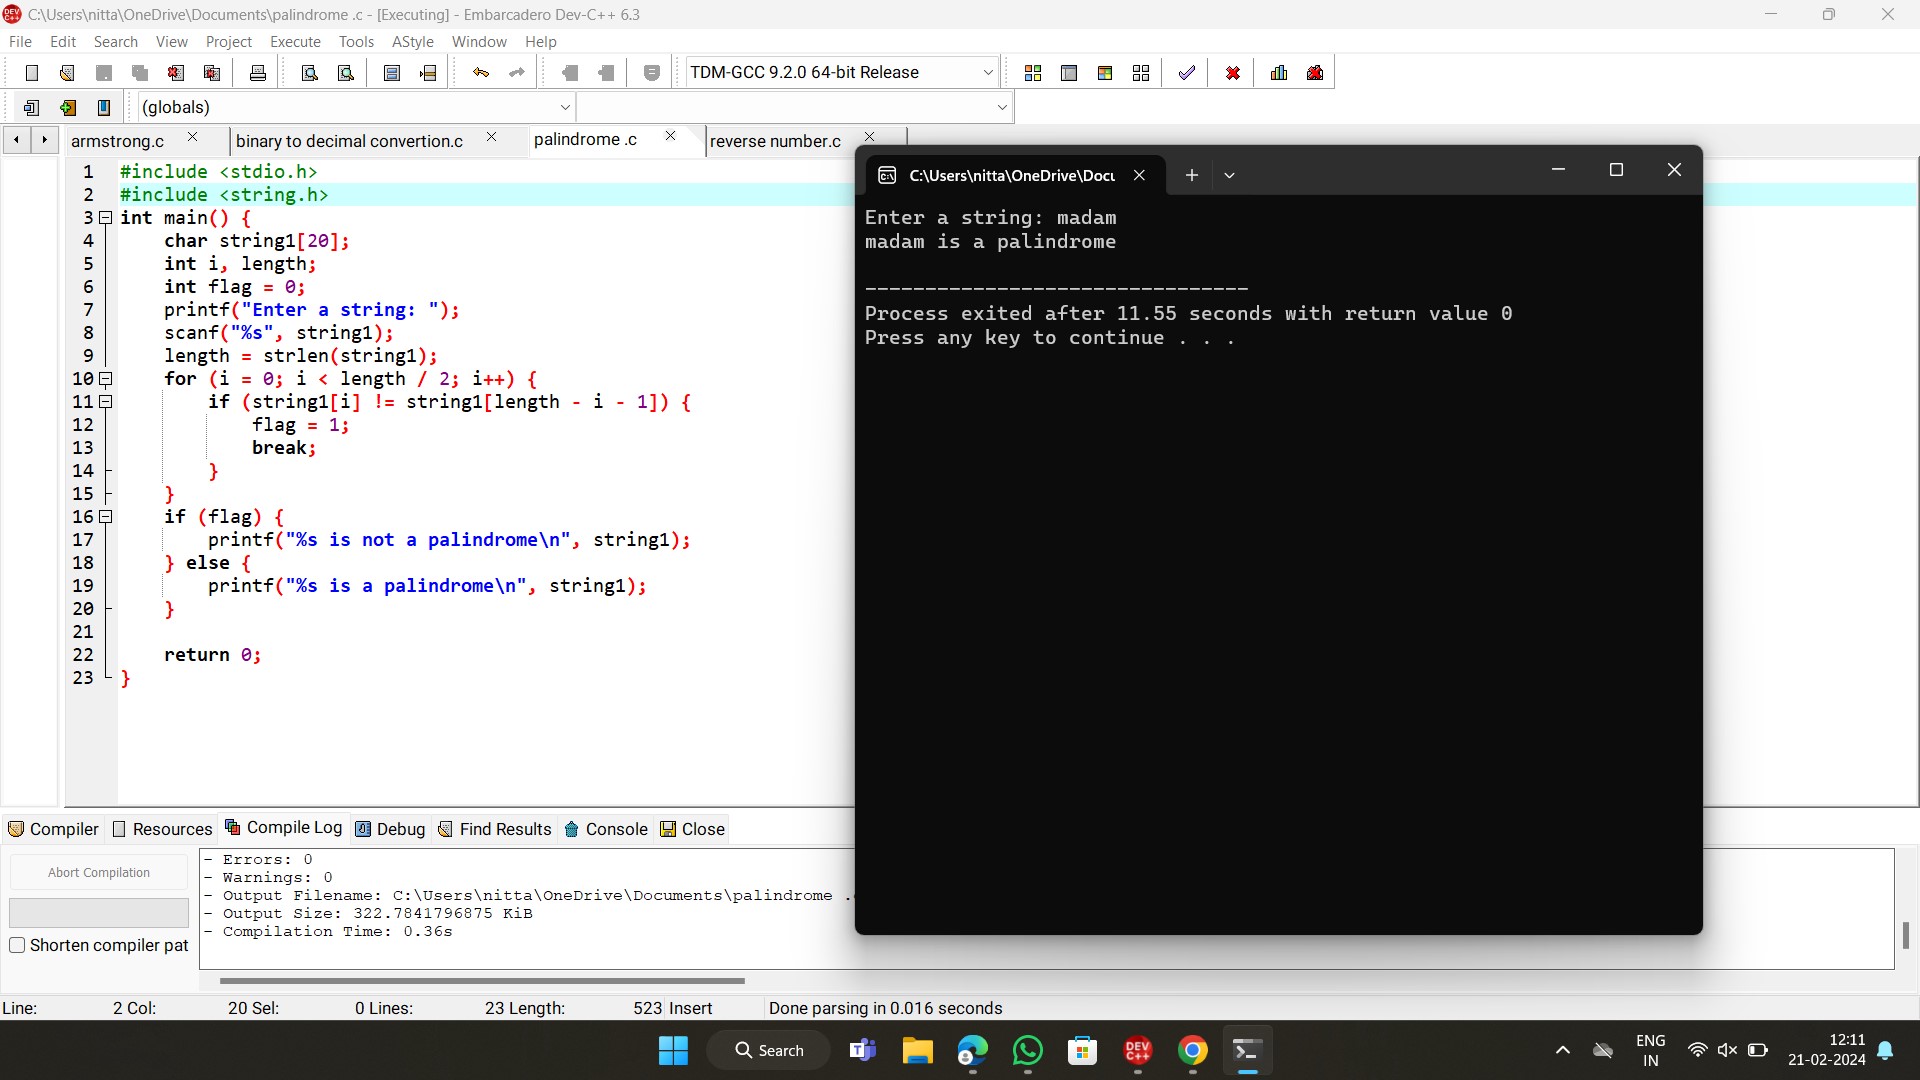 C:\Users\nitta\OneDrive\Documents\palindrome .c - [Executing] - Embarcadero Dev-C++ 6.3
File Edit Search View Project Execute Tools AStyle Window Help
TDM-GCC 9.2.0 64-bit Release
(globals)
armstrong.c binary to decimal convertion.c palindrome .c reverse number.c
1 #include <stdio.h>
2 #include <string.h>
3 int main() {
4 char string1[20];
5 int i, length;
6 int flag = 0;
7 printf("Enter a string: ");
8 scanf("%s", string1);
9 length = strlen(string1);
10 for (i = 0; i < length / 2; i++) {
11 if (string1[i] != string1[length - i - 1]) {
12 flag = 1;
13 break;
14 }
15 }
16 if (flag) {
17 printf("%s is not a palindrome\n", string1);
18 } else {
19 printf("%s is a palindrome\n", string1);
20 }
21
22 return 0;
23 }
C:\Users\nitta\OneDrive\Docu
Enter a string: madam
madam is a palindrome
--------------------------------
Process exited after 11.55 seconds with return value 0
Press any key to continue . . .
Compiler Resources Compile Log Debug Find Results Console Close
Abort Compilation
Shorten compiler pat
- Errors: 0
- Warnings: 0
- Output Filename: C:\Users\nitta\OneDrive\Documents\palindrome .
- Output Size: 322.7841796875 KiB
- Compilation Time: 0.36s
Line: 2 Col: 20 Sel: 0 Lines: 23 Length: 523 Insert Done parsing in 0.016 seconds
Search
DEV C++
ENG
IN
12:11
21-02-2024